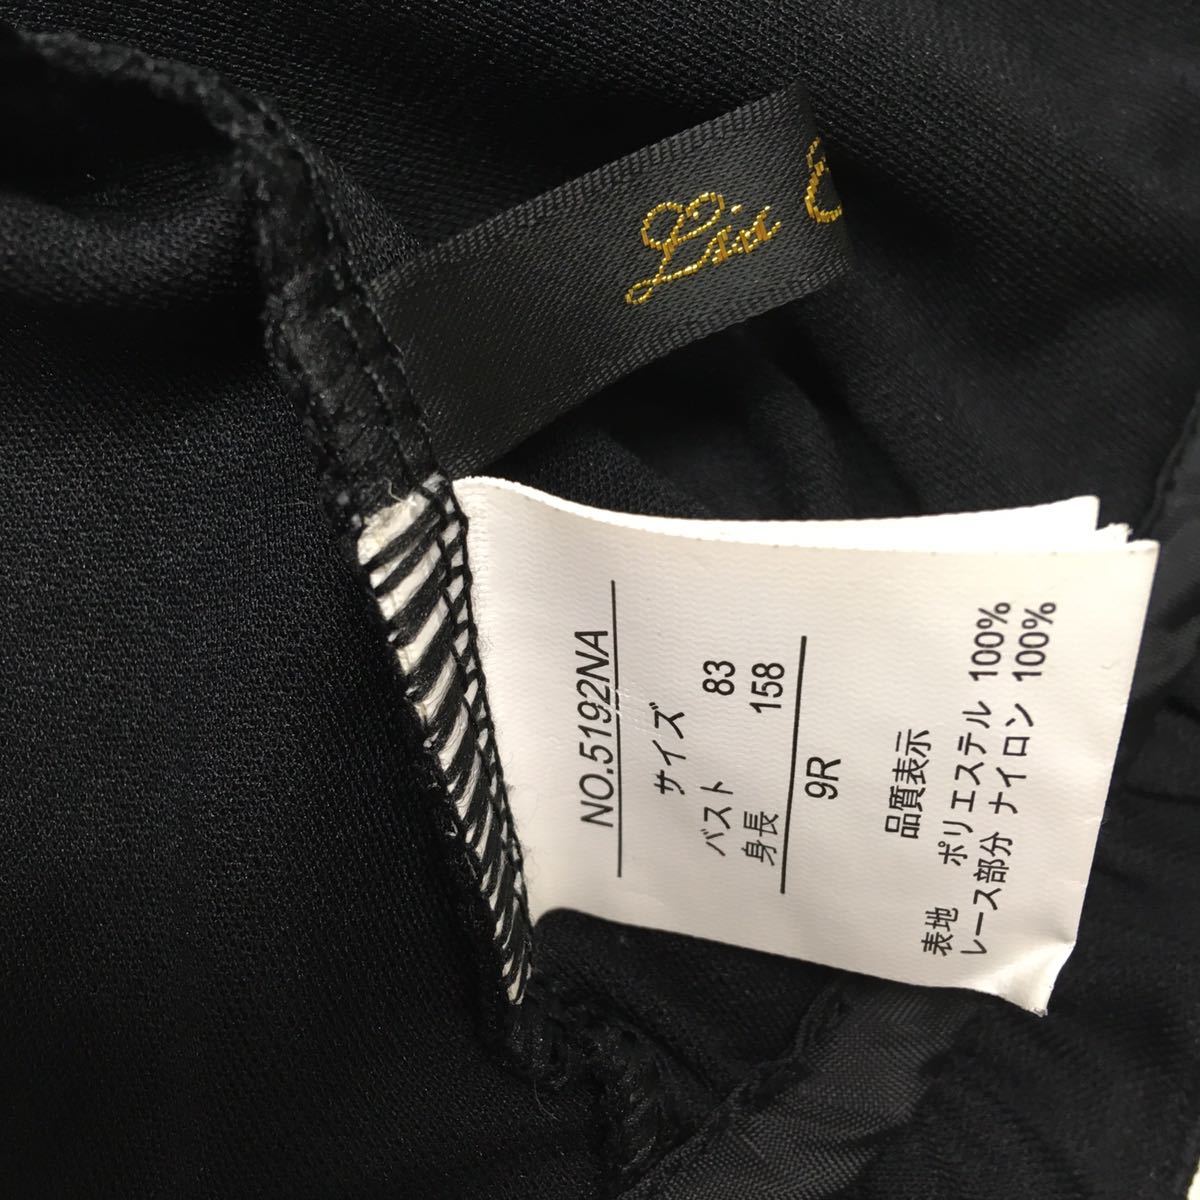 NO.5192NA
サイズ
バスト 83
身長 158
9R
品質表示
表地 ポリエステル 100%
レース部分 ナイロン 100%